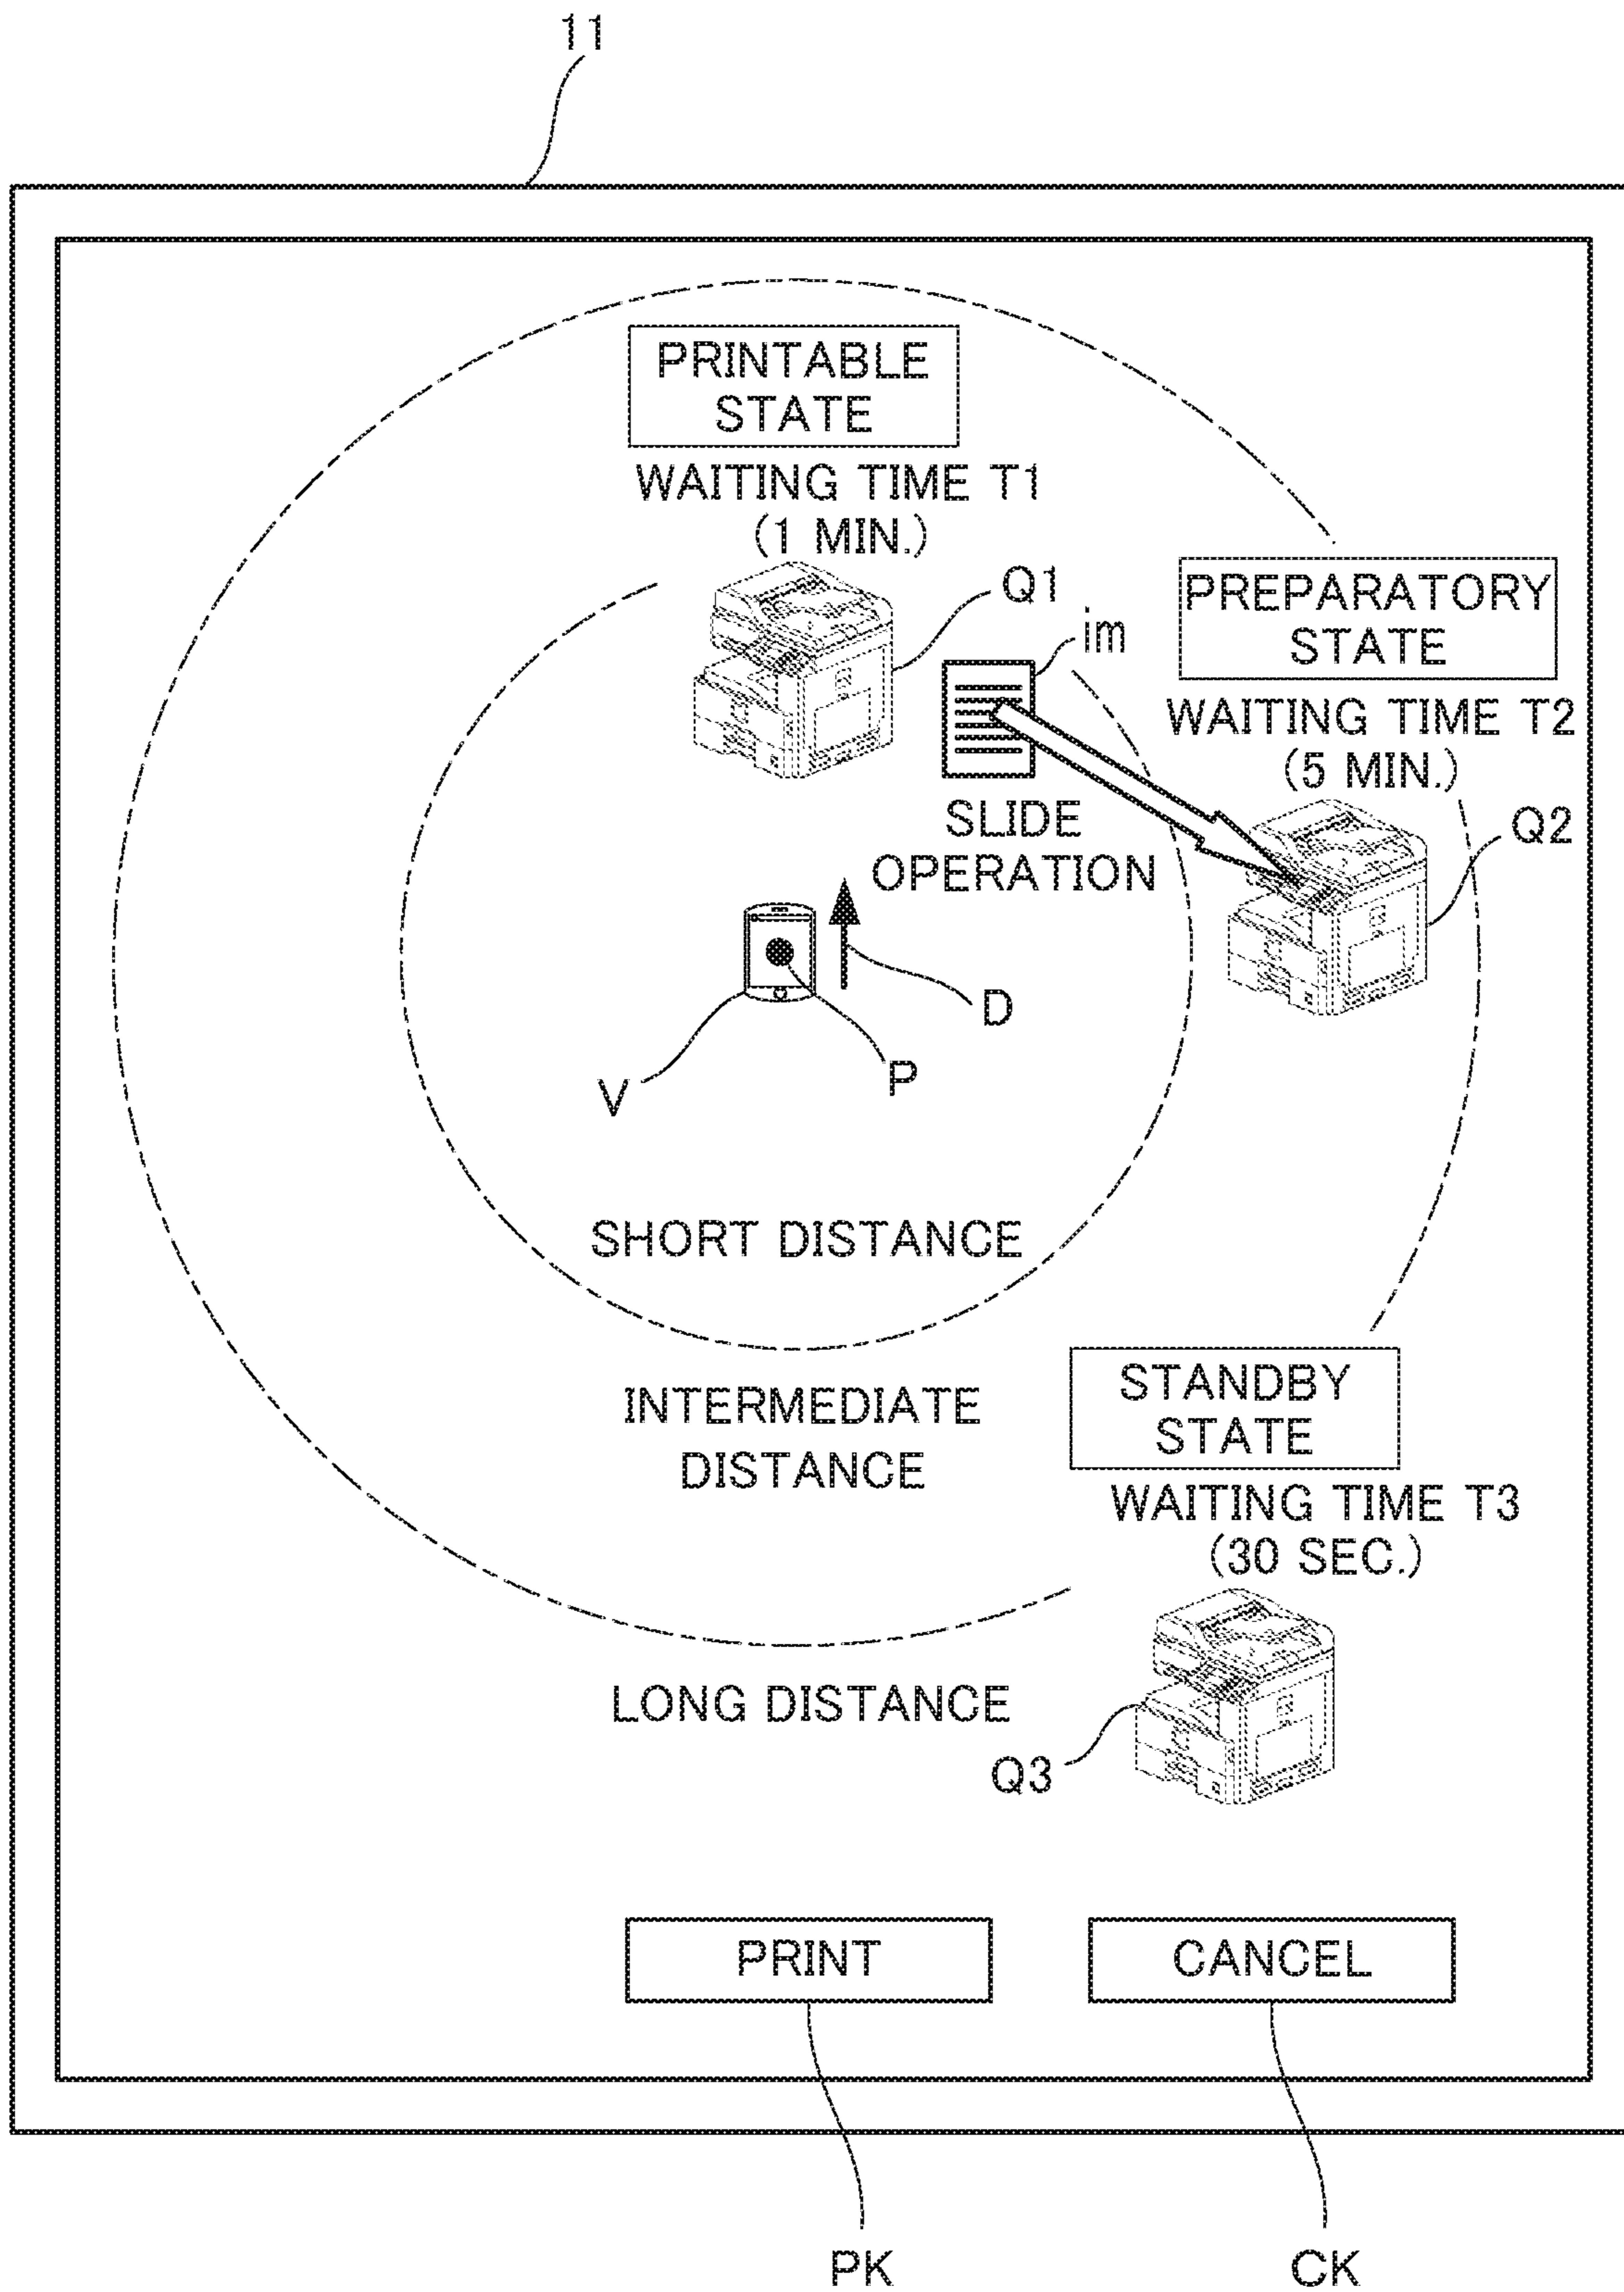 11
PRINTABLE
STATE
WAITING TIME T1
(1 MIN.)
Q1
im
PREPARATORY
STATE
WAITING TIME T2
(5 MIN.)
SLIDE
OPERATION
Q2
D
P
V
SHORT DISTANCE
INTERMEDIATE
DISTANCE
STANDBY
STATE
WAITING TIME T3
(30 SEC.)
LONG DISTANCE
Q3
PRINT
CANCEL
PK
CK